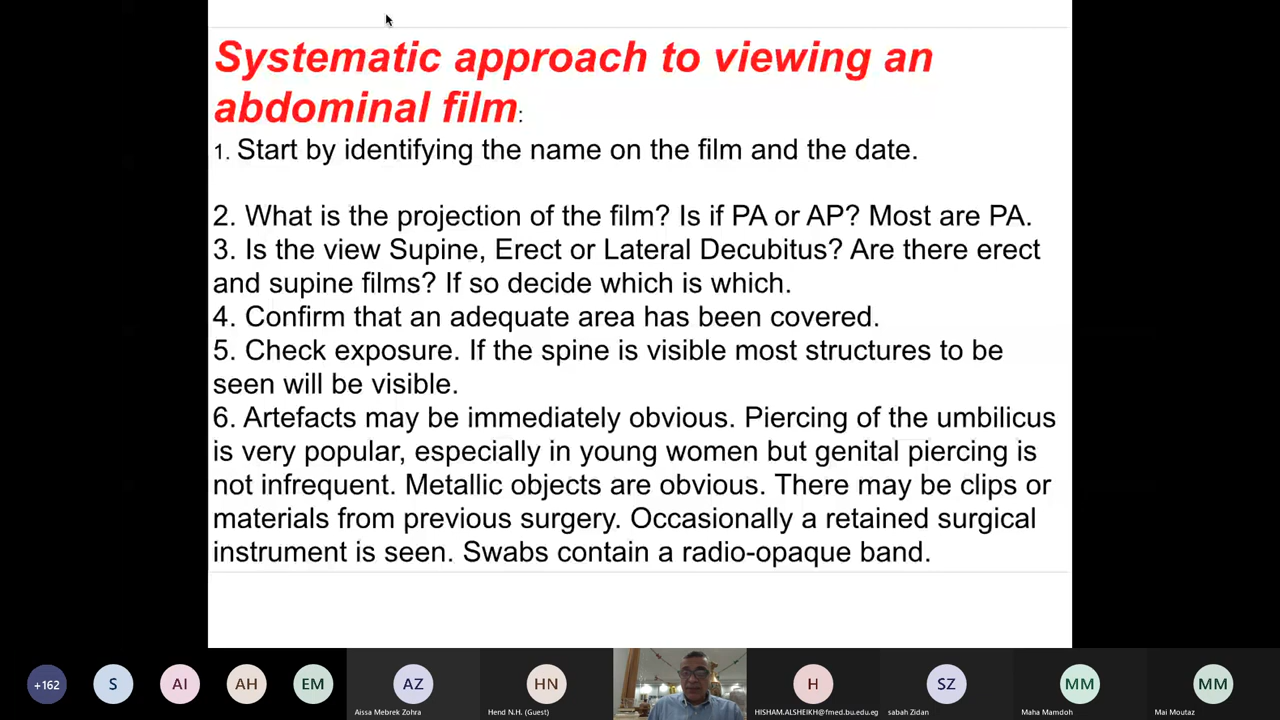 Systematic approach to viewing an
abdominal film:
1. Start by identifying the name on the film and the date.
2. What is the projection of the film? Is if PA or AP? Most are PA.
3. Is the view Supine, Erect or Lateral Decubitus? Are there erect
and supine films? If so decide which is which.
4. Confirm that an adequate area has been covered.
5. Check exposure. If the spine is visible most structures to be
seen will be visible.
6. Artefacts may be immediately obvious. Piercing of the umbilicus
is very popular, especially in young women but genital piercing is
not infrequent. Metallic objects are obvious. There may be clips or
materials from previous surgery. Occasionally a retained surgical
instrument is seen. Swabs contain a radio-opaque band.
+162
S
AI
AH
EM
AZ
HN
H
SZ
MM
MM
Aissa Mebrek Zohra
Hend N.H. (Guest)
HISHAM.ALSHEIKH@fmed.bu.edu.eg
sabah Zidan
Maha Mamdoh
Mai Moutaz